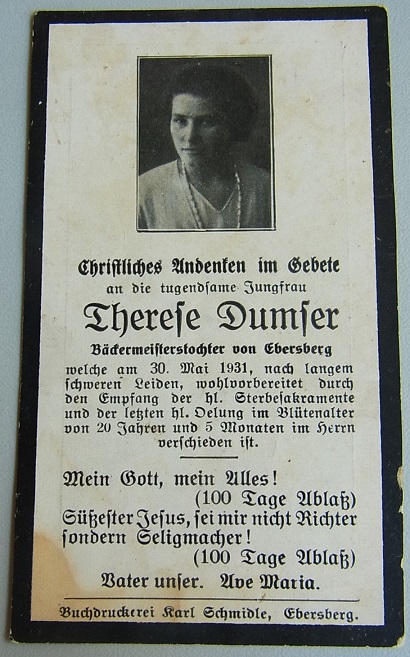 Christliches Andenken im Gebete
an die tugendsame Jungfrau
Therese Dumser
Bäckermeisterstochter von Ebersberg
welche am 30. Mai 1931, nach langem
schweren Leiden, wohlvorbereitet durch
den Empfang der hl. Sterbesakramente
und der letzten hl. Oelung im Blütenalter
von 20 Jahren und 5 Monaten im Herrn
verschieden ist.
Mein Gott, mein Alles!
(100 Tage Ablaß)
Süßester Jesus, sei mir nicht Richter
sondern Seligmacher!
(100 Tage Ablaß)
Vater unser. Ave Maria.
Buchdruckerei Karl Schmidle, Ebersberg.